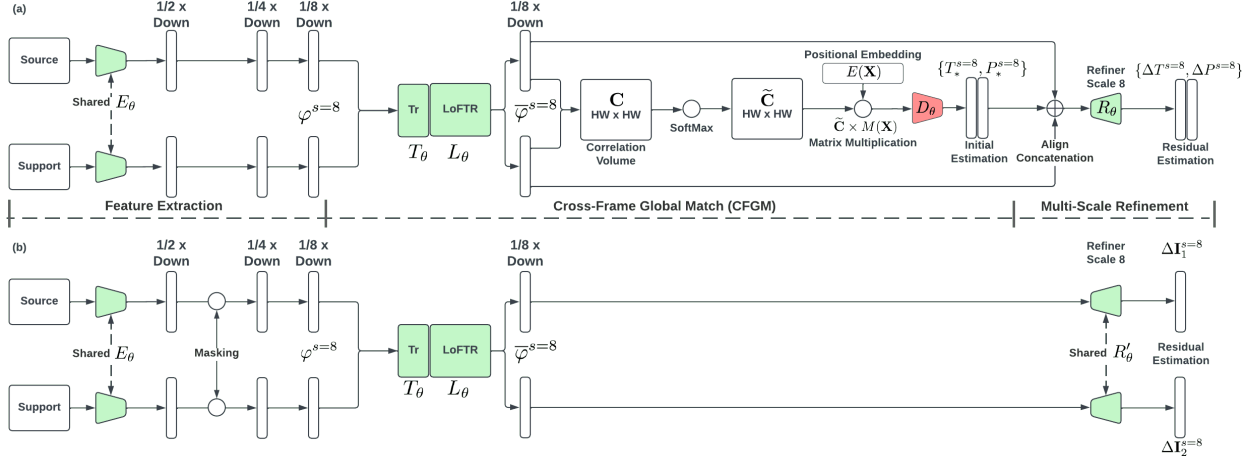 (a)
1/2 x
Down
1/4 x
Down
1/8 x
Down
1/8 x
Down
Source
Support
Shared E_θ
φ^{s=8}
Tr
LoFTR
T_θ
L_θ
φ̅^{s=8}
C
HW x HW
Correlation
Volume
SoftMax
C̃
HW x HW
Positional Embedding
E(X)
C̃ × M(X)
Matrix Multiplication
D_θ
{T_*^{s=8}, P_*^{s=8}}
Initial
Estimation
Align
Concatenation
Refiner
Scale 8
R_θ
{ΔT^{s=8}, ΔP^{s=8}}
Residual
Estimation
Feature Extraction
Cross-Frame Global Match (CFGM)
Multi-Scale Refinement
(b)
1/2 x
Down
1/4 x
Down
1/8 x
Down
1/8 x
Down
Source
Support
Shared E_θ
Masking
φ^{s=8}
Tr
LoFTR
T_θ
L_θ
φ̅^{s=8}
Refiner
Scale 8
Shared R′_θ
ΔI_1^{s=8}
Residual
Estimation
ΔI_2^{s=8}